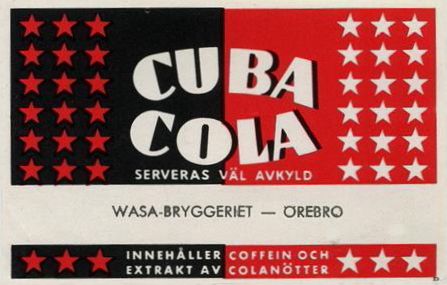 CUBA
COLA
SERVERAS VÄL AVKYLD
WASA-BRYGGERIET — ÖREBRO
INNEHÅLLER COFFEIN OCH
EXTRAKT AV COLANÖTTER